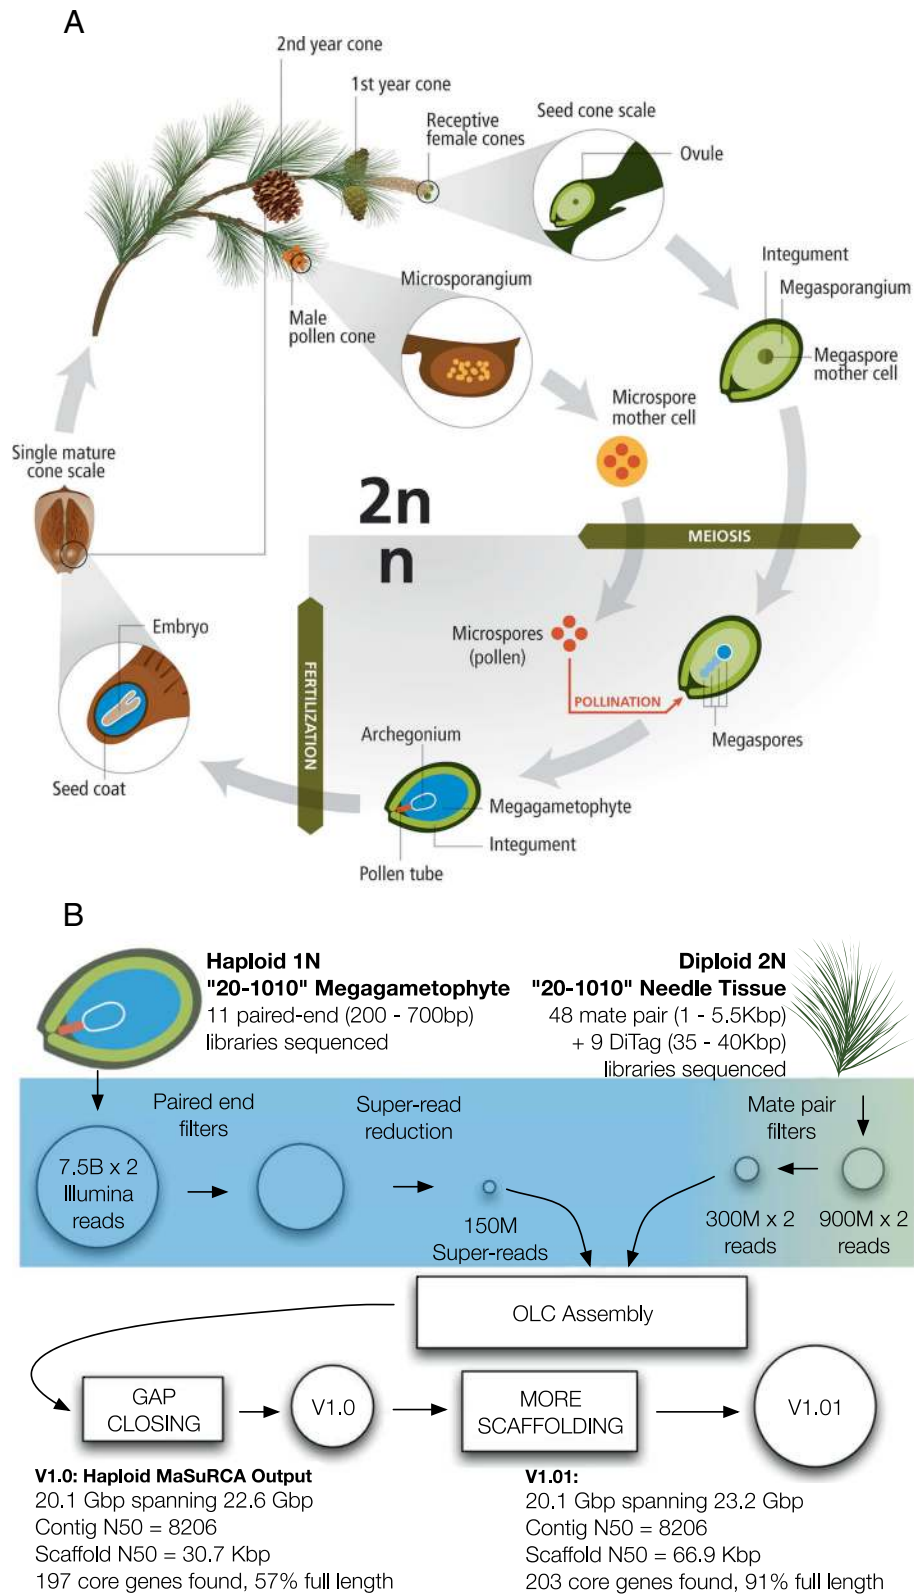 A
2nd year cone
1st year cone
Receptive
female cones
Seed cone scale
Ovule
Integument
Megasporangium
Megaspore
mother cell
Microsporangium
Male
pollen cone
Microspore
mother cell
Single mature
cone scale
2n
n
MEIOSIS
Embryo
Seed coat
FERTILIZATION
Microspores
(pollen)
POLLINATION
Megaspores
Archegonium
Megagametophyte
Integument
Pollen tube
B
Haploid 1N
"20-1010" Megagametophyte
11 paired-end (200 - 700bp)
libraries sequenced
Diploid 2N
"20-1010" Needle Tissue
48 mate pair (1 - 5.5Kbp)
+ 9 DiTag (35 - 40Kbp)
libraries sequenced
Paired end
filters
Super-read
reduction
Mate pair
filters
7.5B x 2
Illumina
reads
150M
Super-reads
300M x 2
reads
900M x 2
reads
OLC Assembly
GAP
CLOSING
V1.0
MORE
SCAFFOLDING
V1.01
V1.0: Haploid MaSuRCA Output
20.1 Gbp spanning 22.6 Gbp
Contig N50 = 8206
Scaffold N50 = 30.7 Kbp
197 core genes found, 57% full length
V1.01:
20.1 Gbp spanning 23.2 Gbp
Contig N50 = 8206
Scaffold N50 = 66.9 Kbp
203 core genes found, 91% full length